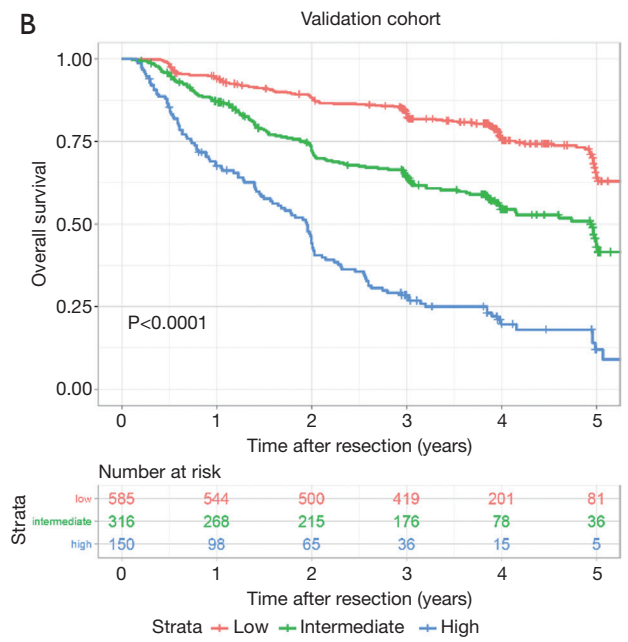 B
Validation cohort
1.00
0.75
0.50
0.25
0.00
Overall survival
P<0.0001
0 1 2 3 4 5
Time after resection (years)
Number at risk
Strata
low 585 544 500 419 201 81
intermediate 316 268 215 176 78 36
high 150 98 65 36 15 5
0 1 2 3 4 5
Time after resection (years)
Strata Low Intermediate High